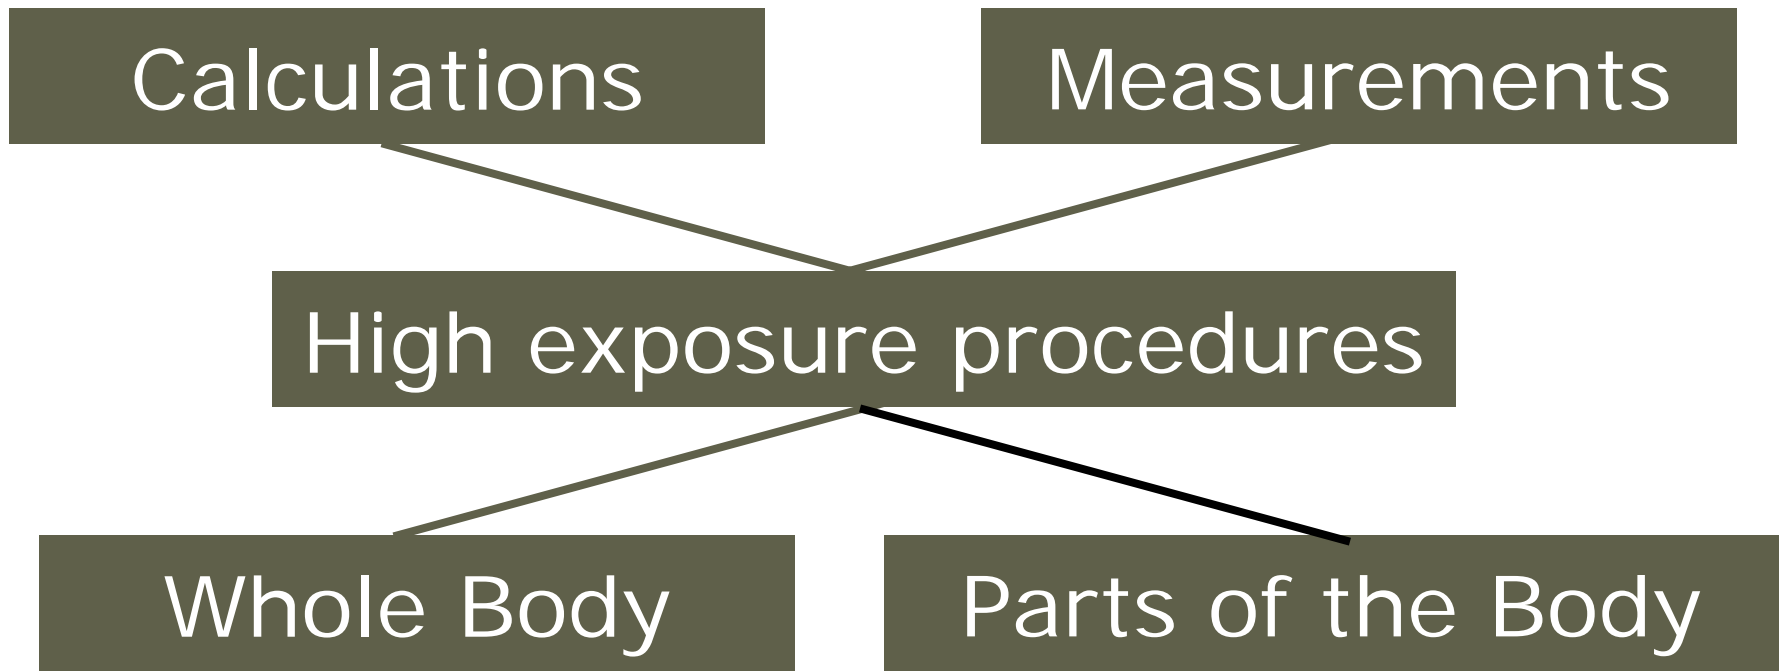 Calculations
Measurements
High exposure procedures
Whole Body
Parts of the Body